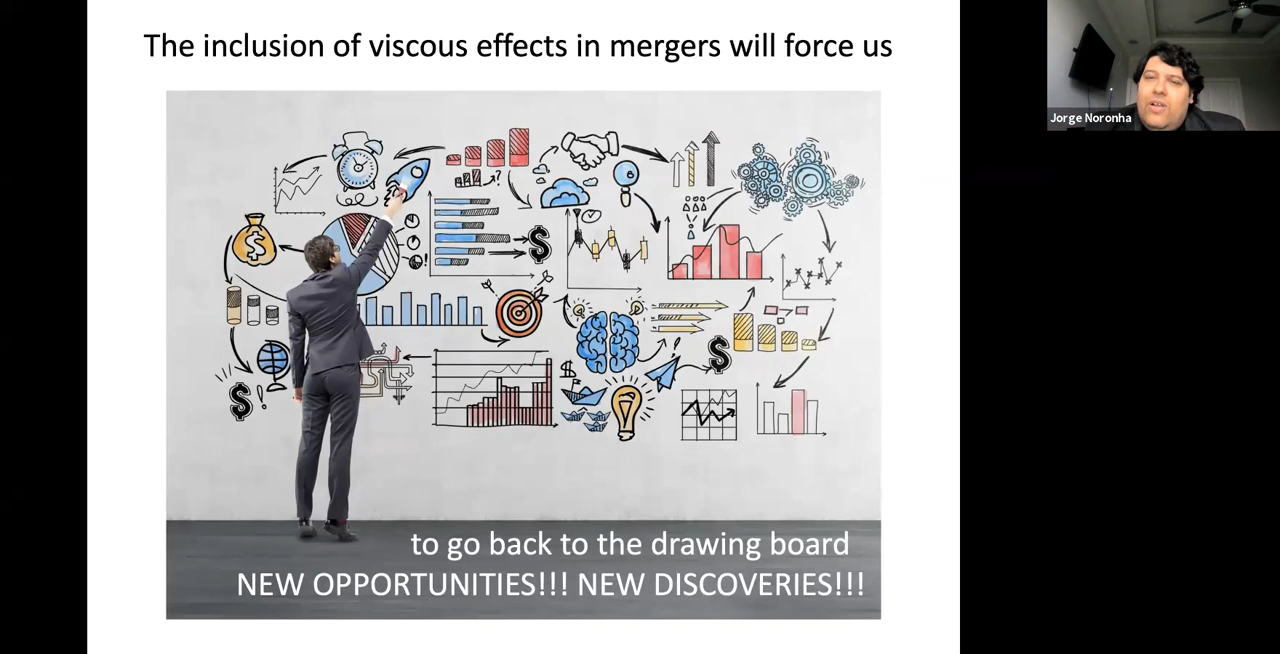 The inclusion of viscous effects in mergers will force us
Jorge Noronha
to go back to the drawing board
NEW OPPORTUNITIES!!! NEW DISCOVERIES!!!